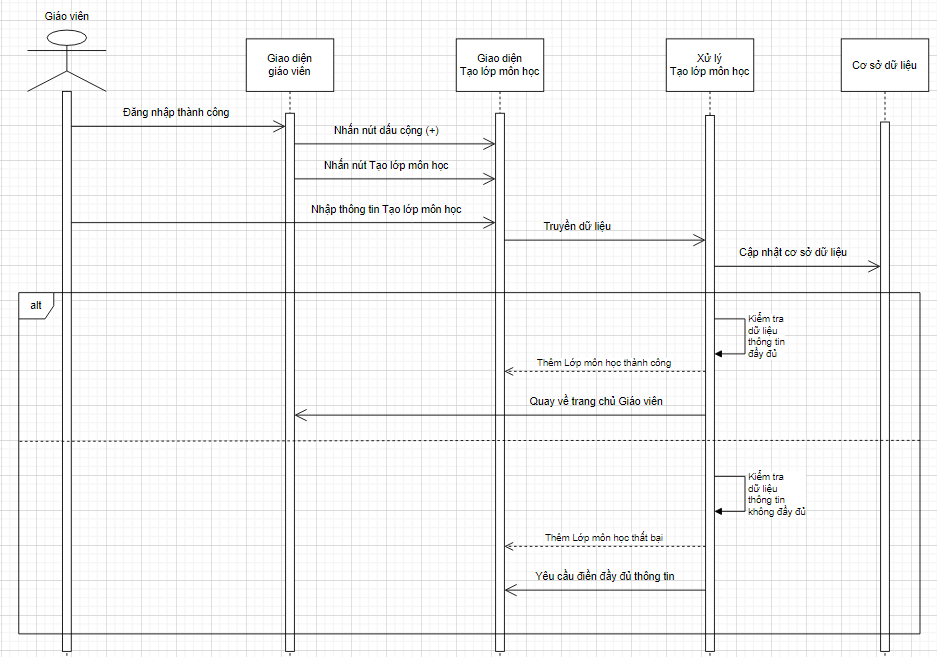 Giáo viên
Giao diện
giáo viên
Giao diện
Tạo lớp môn học
Xử lý
Tạo lớp môn học
Cơ sở dữ liệu
Đăng nhập thành công
Nhấn nút dấu cộng (+)
Nhấn nút Tạo lớp môn học
Nhập thông tin Tạo lớp môn học
Truyền dữ liệu
Cập nhật cơ sở dữ liệu
alt
Kiểm tra
dữ liệu
thông tin
đầy đủ
Thêm Lớp môn học thành công
Quay về trang chủ Giáo viên
Kiểm tra
dữ liệu
thông tin
không đầy đủ
Thêm Lớp môn học thất bại
Yêu cầu điền đầy đủ thông tin